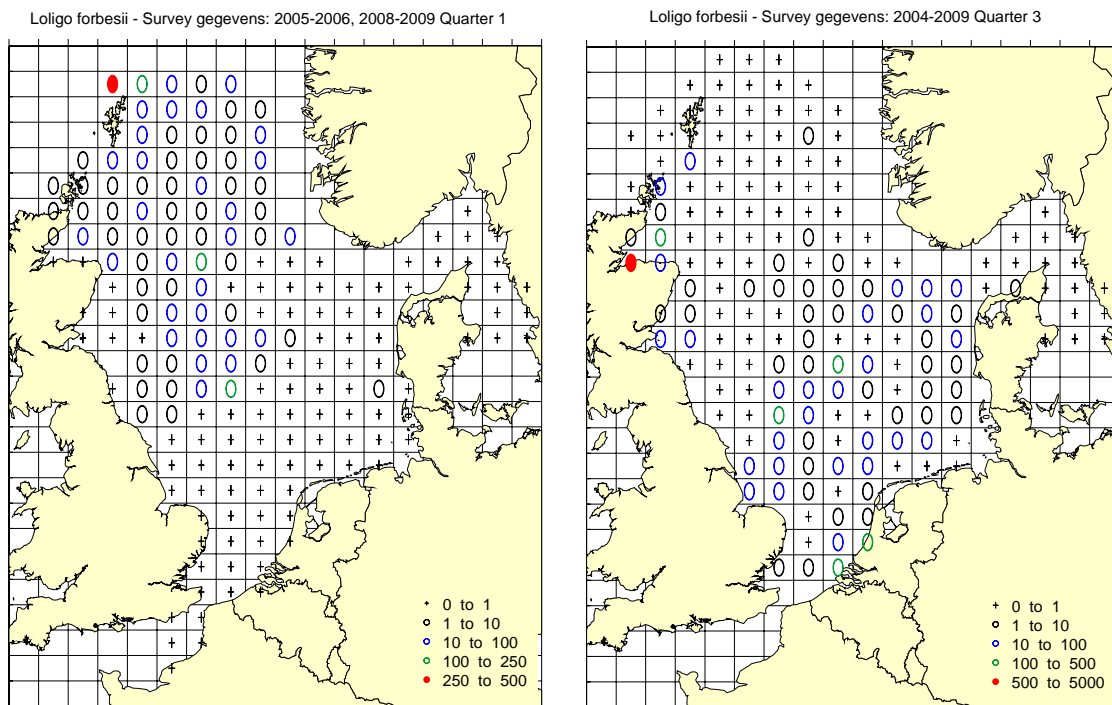 Loligo forbesii - Survey gegevens: 2005-2006, 2008-2009 Quarter 1
0 to 1
1 to 10
10 to 100
100 to 250
250 to 500
Loligo forbesii - Survey gegevens: 2004-2009 Quarter 3
0 to 1
1 to 10
10 to 100
100 to 500
500 to 5000